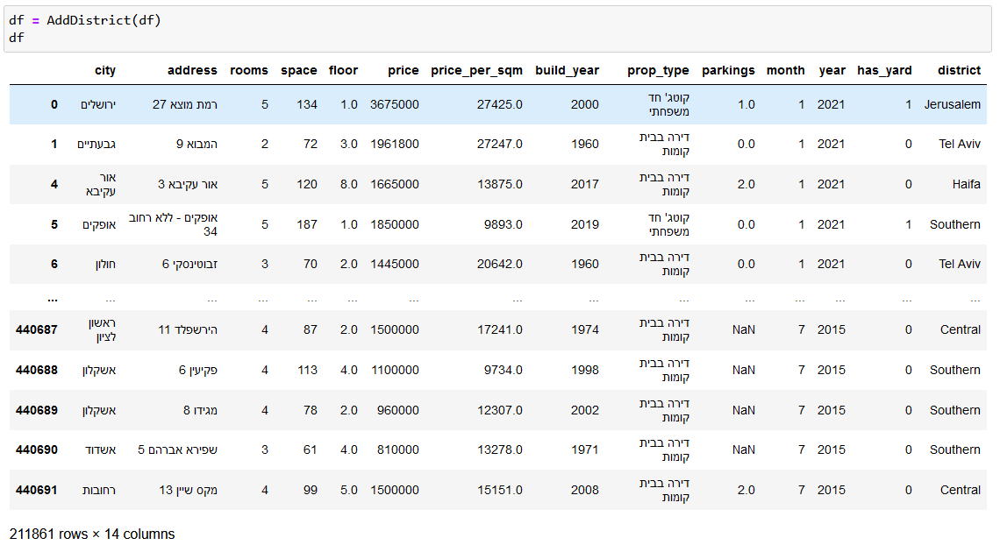 df = AddDistrict(df)
df
city address rooms space floor price price_per_sqm build_year prop_type parkings month year has_yard district
0 ירושלים רמת מוצא 27 5 134 1.0 3675000 27425.0 2000 קוטג' חד משפחתי 1.0 1 2021 1 Jerusalem
1 גבעתיים המבוא 9 2 72 3.0 1961800 27247.0 1960 דירה בבית קומות 0.0 1 2021 0 Tel Aviv
4 אור עקיבא אור עקיבא 3 5 120 8.0 1665000 13875.0 2017 דירה בבית קומות 2.0 1 2021 0 Haifa
5 אופקים אופקים - ללא רחוב 34 5 187 1.0 1850000 9893.0 2019 קוטג' חד משפחתי 0.0 1 2021 1 Southern
6 חולון זבוטינסקי 6 3 70 2.0 1445000 20642.0 1960 דירה בבית קומות 0.0 1 2021 0 Tel Aviv
... ... ... ... ... ... ... ... ... ... ... ... ... ... ...
440687 ראשון לציון הירשפלד 11 4 87 2.0 1500000 17241.0 1974 דירה בבית קומות NaN 7 2015 0 Central
440688 אשקלון פקיעין 6 4 113 4.0 1100000 9734.0 1998 דירה בבית קומות NaN 7 2015 0 Southern
440689 אשקלון מגידו 8 4 78 2.0 960000 12307.0 2002 דירה בבית קומות NaN 7 2015 0 Southern
440690 אשדוד שפירא אברהם 5 3 61 4.0 810000 13278.0 1971 דירה בבית קומות NaN 7 2015 0 Southern
440691 רחובות מקס שיין 13 4 99 5.0 1500000 15151.0 2008 דירה בבית קומות 2.0 7 2015 0 Central
211861 rows × 14 columns